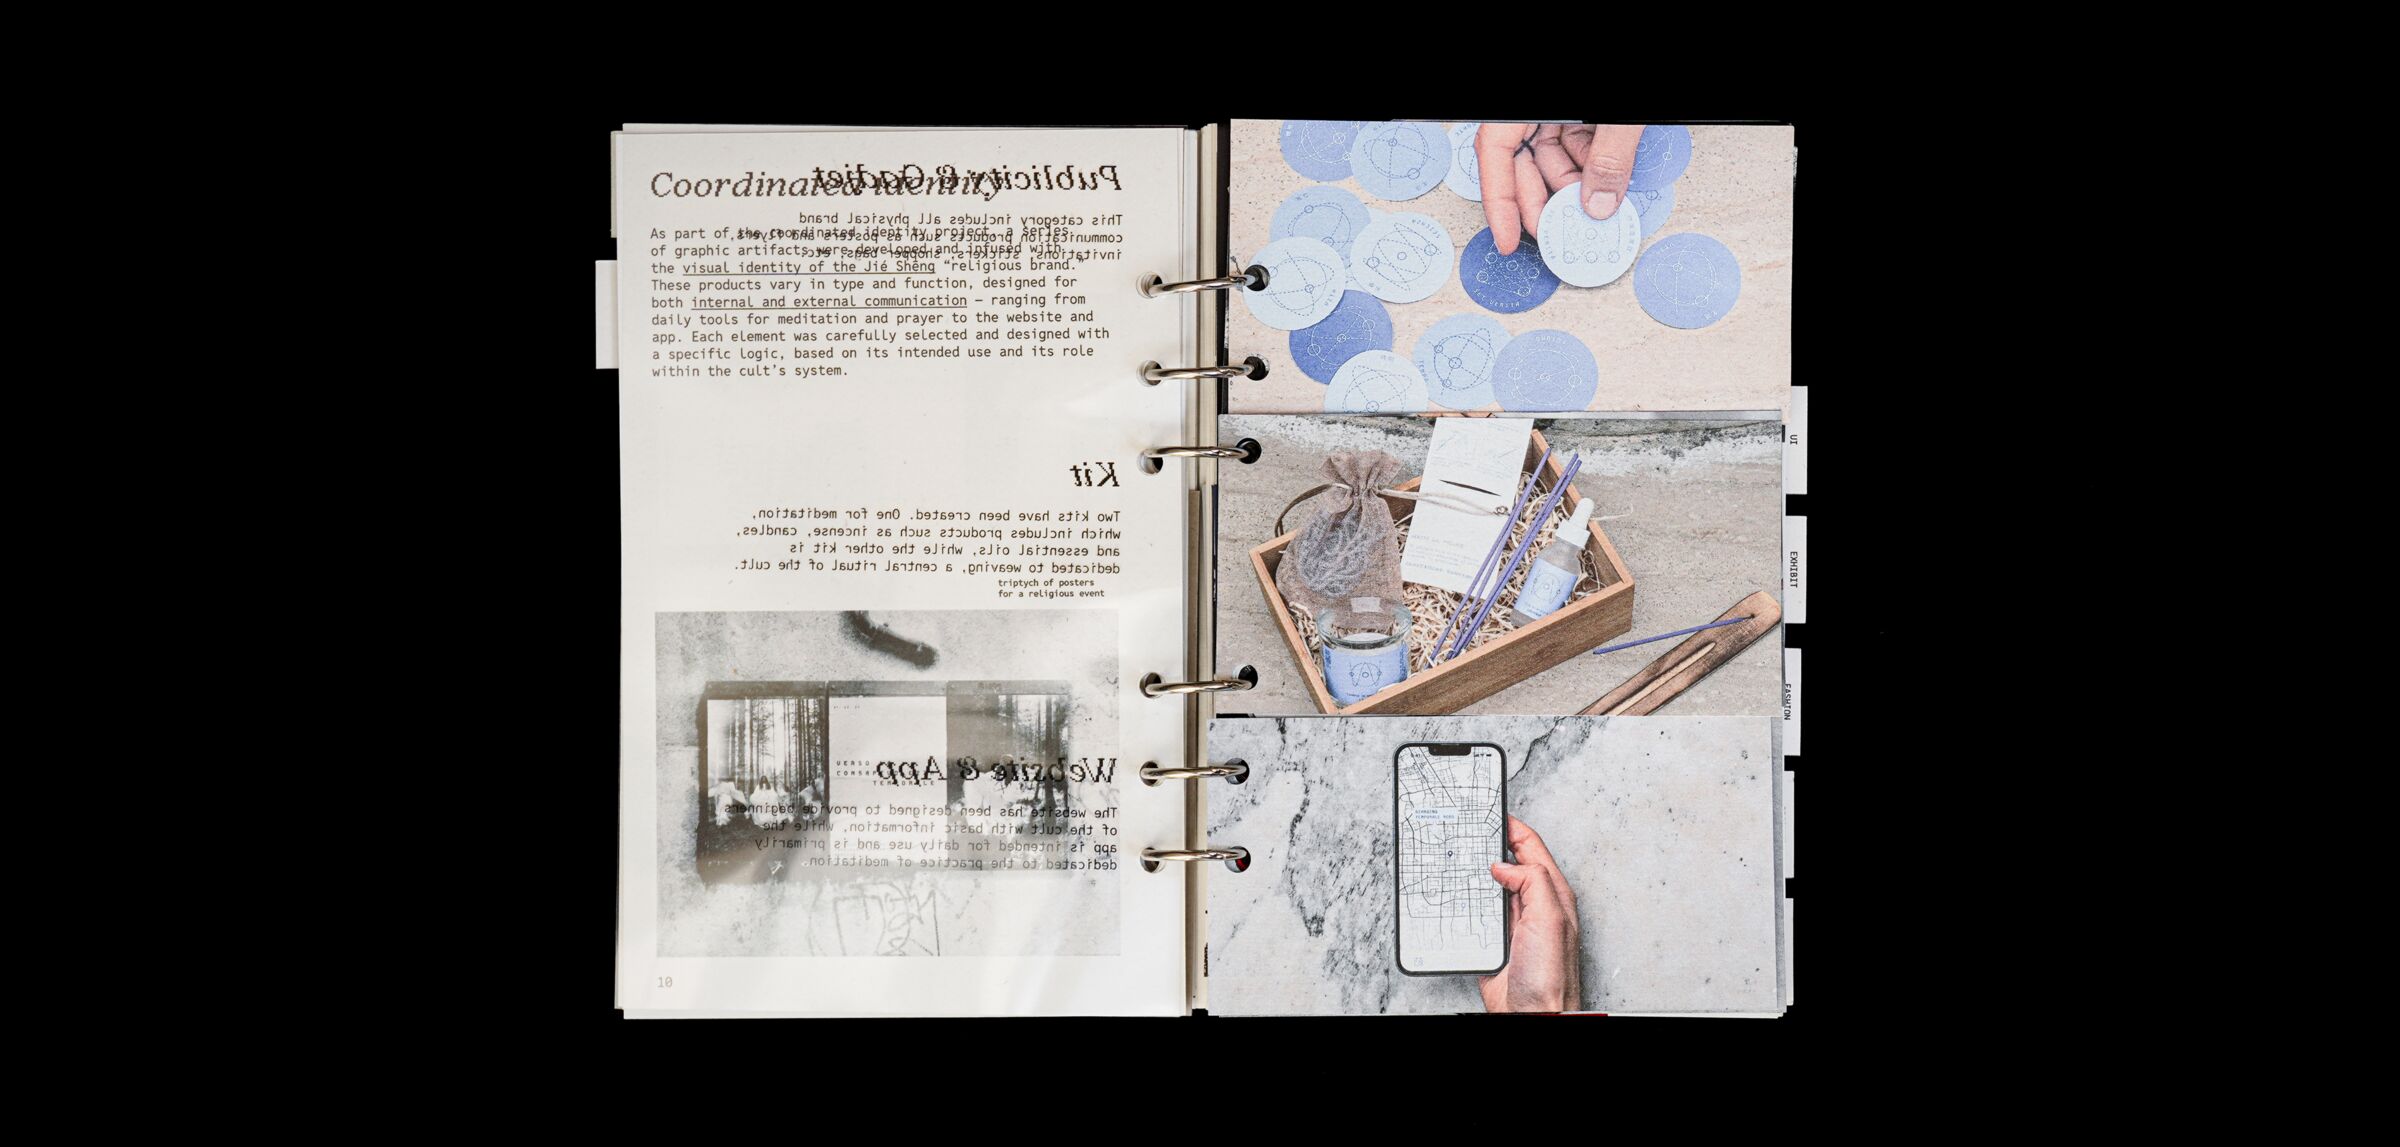 Coordinated identity
As part of the coordinated identity project, a series
of graphic artifacts were developed and infused with
the visual identity of the Jié Shēng “religious brand.”
These products vary in type and function, designed for
both internal and external communication — ranging from
daily tools for meditation and prayer to the website and
app. Each element was carefully selected and designed with
a specific logic, based on its intended use and its role
within the cult’s system.
Publicity & Gadjet
This category includes all physical brand
communication products such as posters and flyers,
invitations, stickers, shopper bags, etc.
Kit
Two kits have been created. One for meditation,
which includes products such as incense, candles,
and essential oils, while the other kit is
dedicated to weaving, a central ritual of the cult.
triptych of posters
for a religious event
VERSO
TEMPORALE
Website & App
The website has been designed to provide beginners
of the cult with basic information, while the
app is intended for daily use and is primarily
dedicated to the practice of meditation.
10
UI
EXHIBIT
FASHION